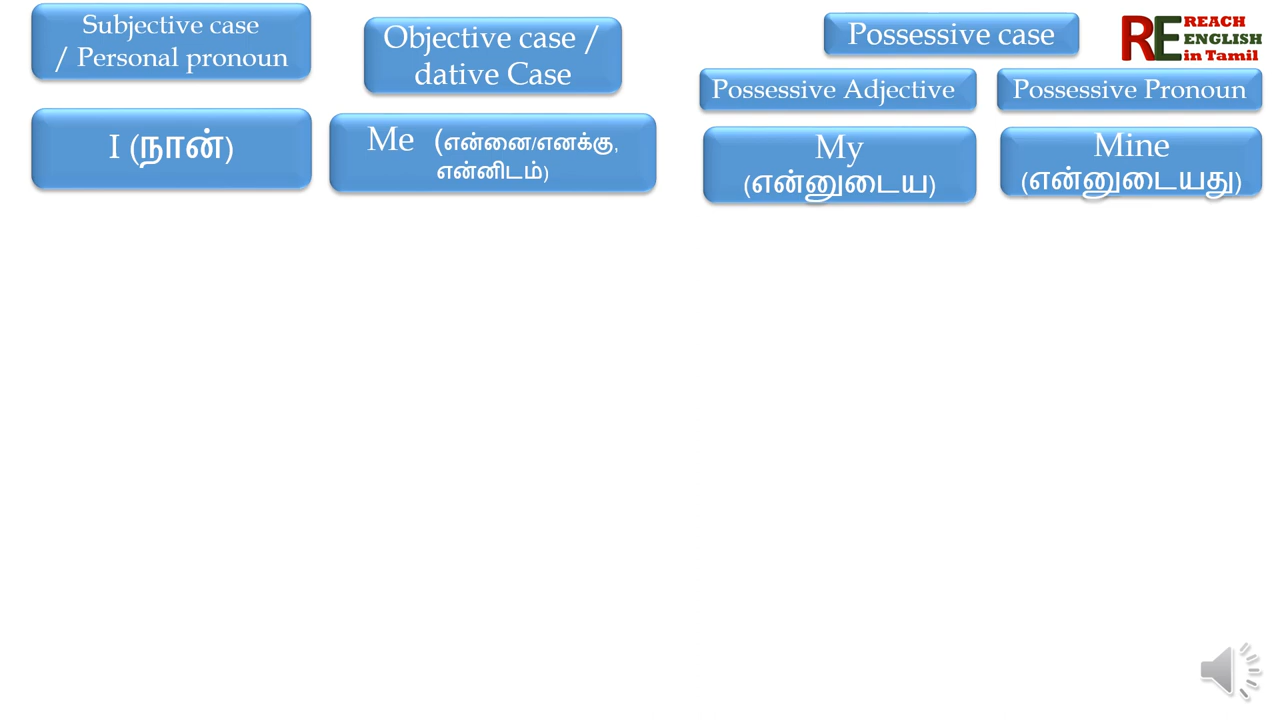 Subjective case
/ Personal pronoun
Objective case /
dative Case
Possessive case
REACH
RE ENGLISH
in Tamil
Possessive Adjective
Possessive Pronoun
I (நான்)
Me (என்னை/எனக்கு,
என்னிடம்)
My
(என்னுடைய)
Mine
(என்னுடையது)